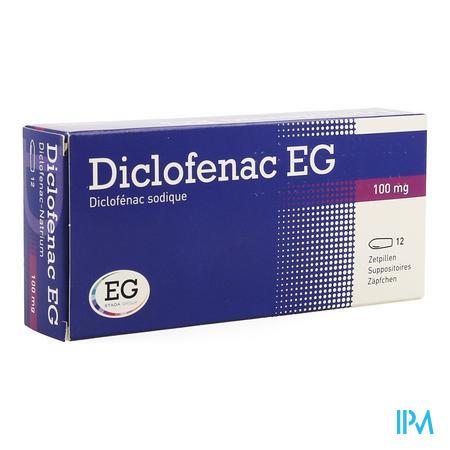 Diclofenac EG
Diclofénac sodique
100 mg
12
Zetpillen
Suppositoires
Zäpfchen
EG
STADA GROUP
Diclofenac EG
Diclofenac-Natrium
12
100 mg
IPM